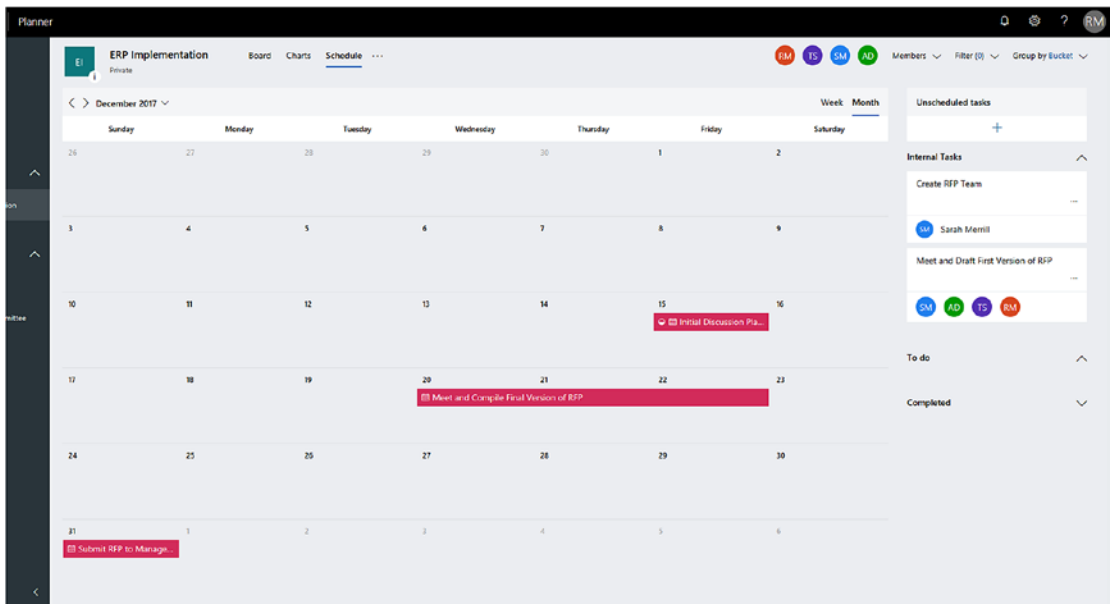 Planner
?
RM
EI
i
ERP Implementation
Private
Board Charts Schedule ...
RM TS SM AD
Members Filter (0) Group by Bucket
December 2017
Week Month
Sunday Monday Tuesday Wednesday Thursday Friday Saturday
26 27 28 29 30 1 2
3 4 5 6 7 8 9
10 11 12 13 14 15 16
Initial Discussion Pla...
17 18 19 20 21 22 23
Meet and Compile Final Version of RFP
24 25 26 27 28 29 30
31 1 2 3 4 5 6
Submit RFP to Manage...
ion
mittee
Unscheduled tasks
+
Internal Tasks
Create RFP Team
...
SM Sarah Merrill
Meet and Draft First Version of RFP
...
SM AD TS RM
To do
Completed